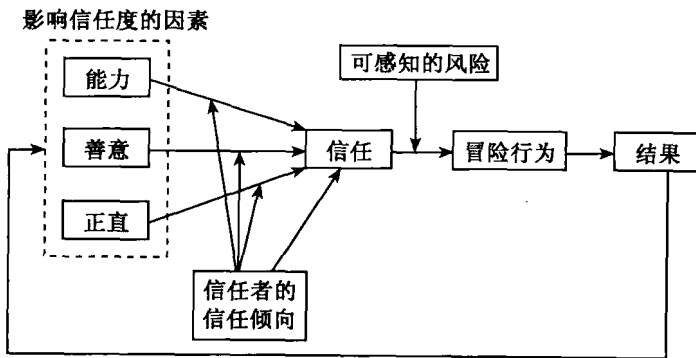 影响信任度的因素
能力
善意
正直
可感知的风险
信任
冒险行为
结果
信任者的
信任倾向